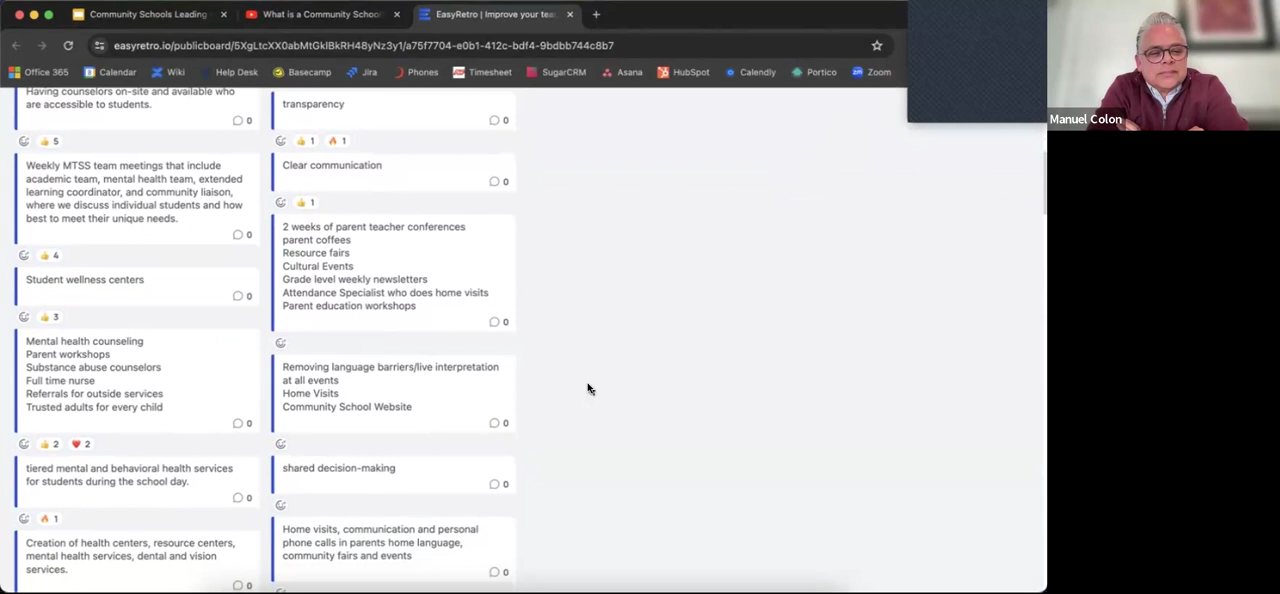 Community Schools Leading
What is a Community School
EasyRetro | Improve your tea
easyretro.io/publicboard/5XgLtcXX0abMtGklBkRH48yNz3y1/a75f7704-e0b1-412c-bdf4-9bdbb744c8b7
Office 365
Calendar
Wiki
Help Desk
Basecamp
Jira
Phones
Timesheet
SugarCRM
Asana
HubSpot
Calendly
Portico
Zoom
Manuel Colon
Having counselors on-site and available who
are accessible to students.
0
5
Weekly MTSS team meetings that include
academic team, mental health team, extended
learning coordinator, and community liaison,
where we discuss individual students and how
best to meet their unique needs.
0
4
Student wellness centers
0
3
Mental health counseling
Parent workshops
Substance abuse counselors
Full time nurse
Referrals for outside services
Trusted adults for every child
0
2 2
tiered mental and behavioral health services
for students during the school day.
0
1
Creation of health centers, resource centers,
mental health services, dental and vision
services.
0
transparency
0
1 1
Clear communication
0
1
2 weeks of parent teacher conferences
parent coffees
Resource fairs
Cultural Events
Grade level weekly newsletters
Attendance Specialist who does home visits
Parent education workshops
0
Removing language barriers/live interpretation
at all events
Home Visits
Community School Website
0
shared decision-making
0
Home visits, communication and personal
phone calls in parents home language,
community fairs and events
0